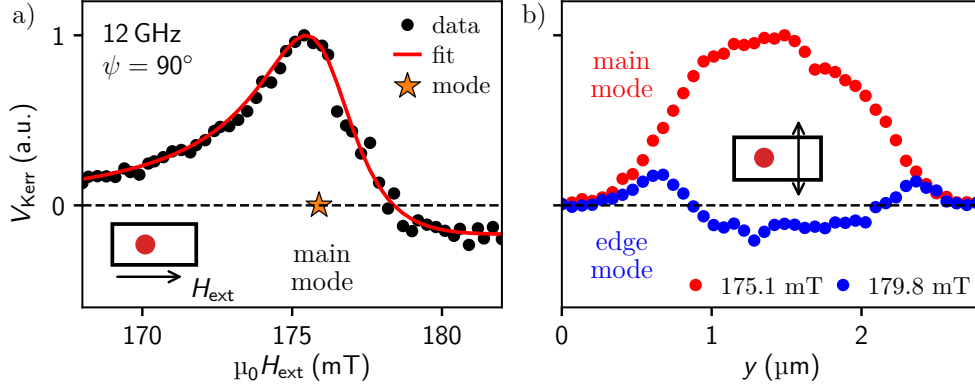 a)
12 GHz
ψ = 90°
data
fit
mode
1
0
V_Kerr (a.u.)
H_ext
main
mode
170
175
180
μ₀H_ext (mT)
b)
main
mode
edge
mode
175.1 mT
179.8 mT
0
1
2
y (μm)